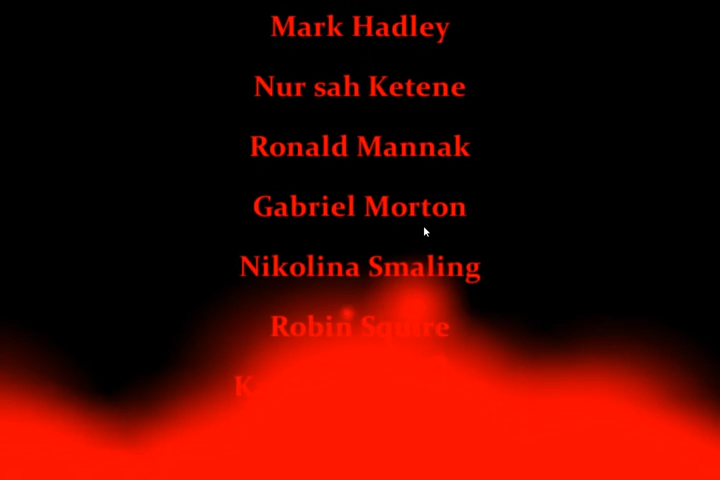 Mark Hadley
Nur sah Ketene
Ronald Mannak
Gabriel Morton
Nikolina Smaling
Robin Squire